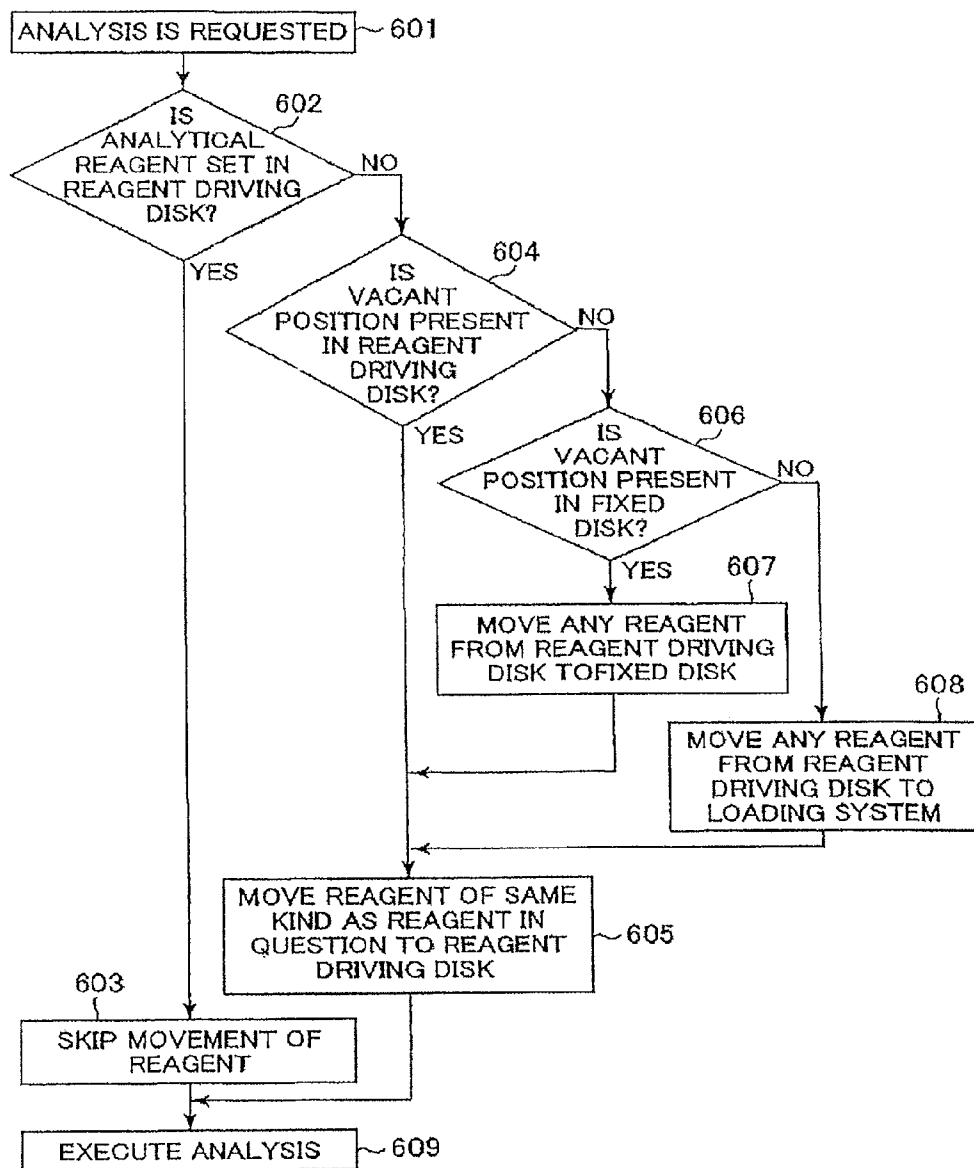 ANALYSIS IS REQUESTED
601
602
IS
ANALYTICAL
REAGENT SET IN
REAGENT DRIVING
DISK?
NO
YES
604
IS
VACANT
POSITION PRESENT
IN REAGENT
DRIVING
DISK?
NO
YES
606
IS
VACANT
POSITION PRESENT
IN FIXED
DISK?
NO
YES
607
MOVE ANY REAGENT
FROM REAGENT DRIVING
DISK TOFIXED DISK
608
MOVE ANY REAGENT
FROM REAGENT
DRIVING DISK TO
LOADING SYSTEM
MOVE REAGENT OF SAME
KIND AS REAGENT IN
QUESTION TO REAGENT
DRIVING DISK
605
603
SKIP MOVEMENT OF
REAGENT
EXECUTE ANALYSIS
609